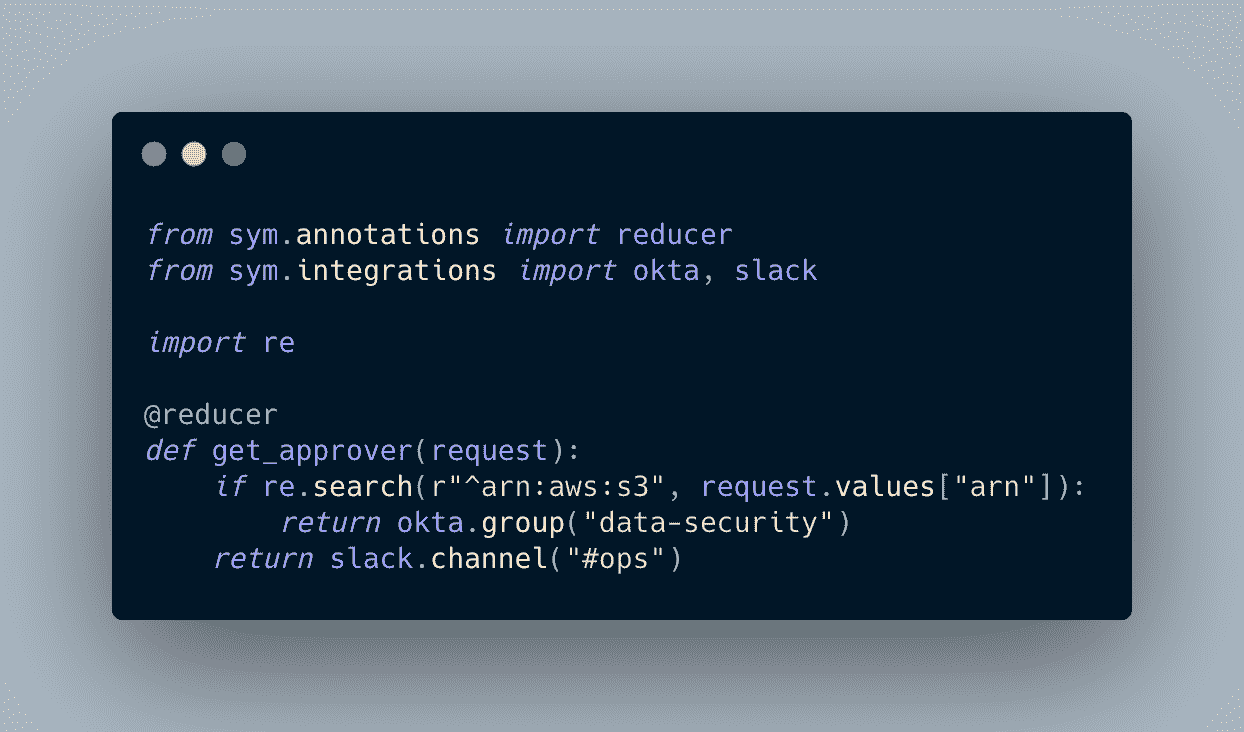 from sym.annotations import reducer
from sym.integrations import okta, slack
import re
@reducer
def get_approver(request):
    if re.search(r"^arn:aws:s3", request.values["arn"]):
        return okta.group("data-security")
    return slack.channel("#ops")